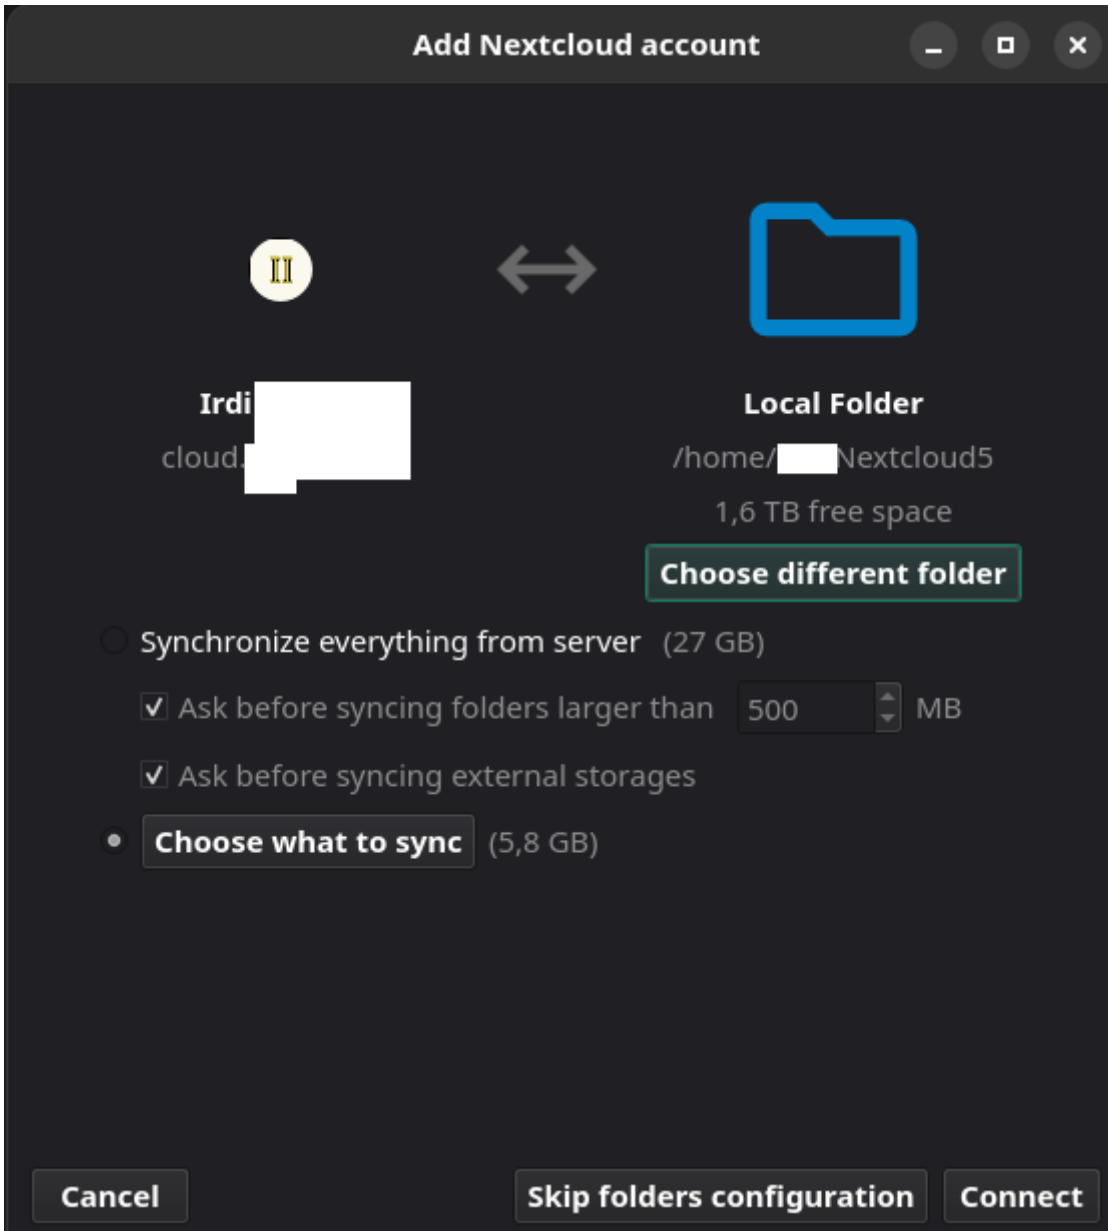 Add Nextcloud account
II
Irdi
cloud.
Local Folder
/home/ Nextcloud5
1,6 TB free space
Choose different folder
Synchronize everything from server (27 GB)
Ask before syncing folders larger than 500 MB
Ask before syncing external storages
Choose what to sync (5,8 GB)
Cancel
Skip folders configuration
Connect